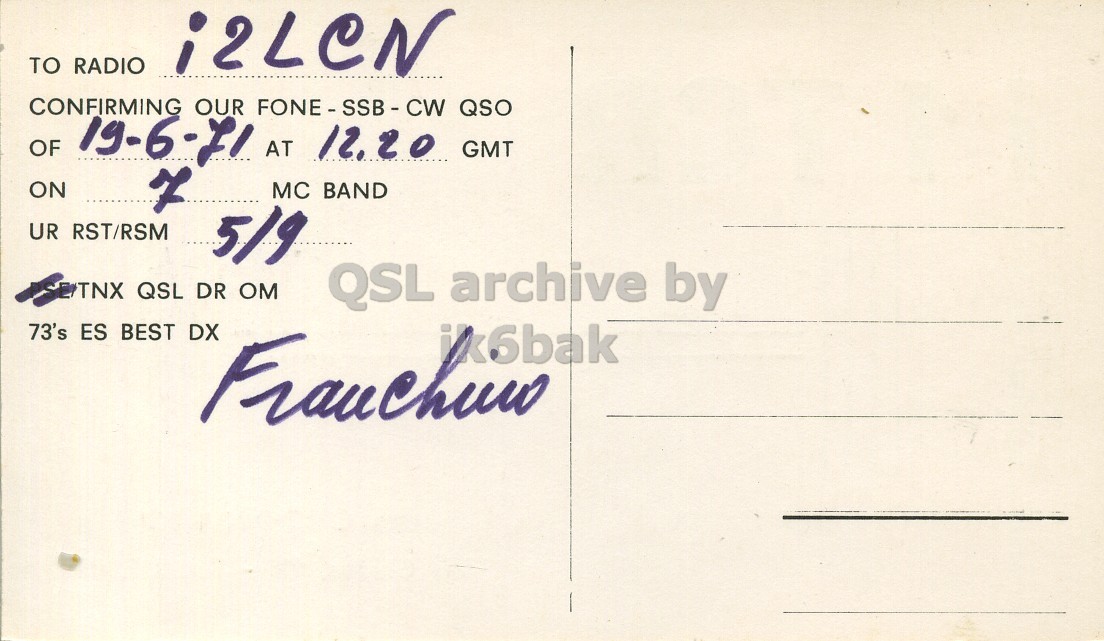 TO RADIO i2LCN
CONFIRMING OUR FONE - SSB - CW QSO
OF 19-6-71 AT 12.20 GMT
ON 7 MC BAND
UR RST/RSM 5/9
PSE/TNX QSL DR OM
73's ES BEST DX
Franchino
QSL archive by
ik6bak